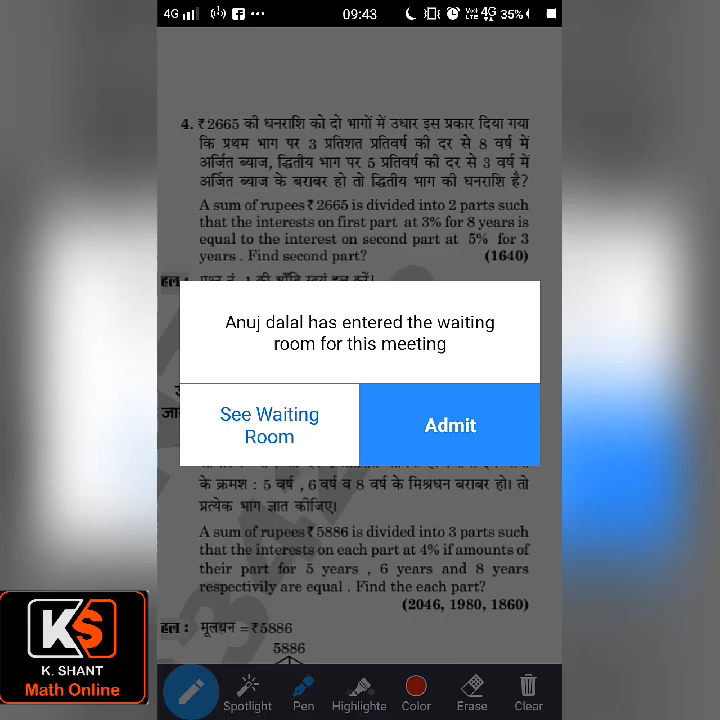 4G
09:43
4G
35%
4. ₹2665 की धनराशि को दो भागों में उधार इस प्रकार दिया गया
कि प्रथम भाग पर 3 प्रतिशत प्रतिवर्ष की दर से 8 वर्ष में
अर्जित ब्याज, द्वितीय भाग पर 5 प्रतिवर्ष की दर से 3 वर्ष में
अर्जित ब्याज के बराबर हो तो द्वितीय भाग की धनराशि है?
A sum of rupees ₹2665 is divided into 2 parts such
that the interests on first part at 3% for 8 years is
equal to the interest on second part at 5% for 3
years . Find second part? (1640)
हल :
Anuj dalal has entered the waiting
room for this meeting
See Waiting
Room
Admit
के क्रमश : 5 वर्ष , 6 वर्ष व 8 वर्ष के मिश्रधन बराबर हो। तो
प्रत्येक भाग ज्ञात कीजिए।
A sum of rupees ₹5886 is divided into 3 parts such
that the interests on each part at 4% if amounts of
their part for 5 years , 6 years and 8 years
respectivily are equal . Find the each part?
(2046, 1980, 1860)
हल : मूलधन = ₹5886
5886
KS
K. SHANT
Math Online
Spotlight
Pen
Highlighte
Color
Erase
Clear